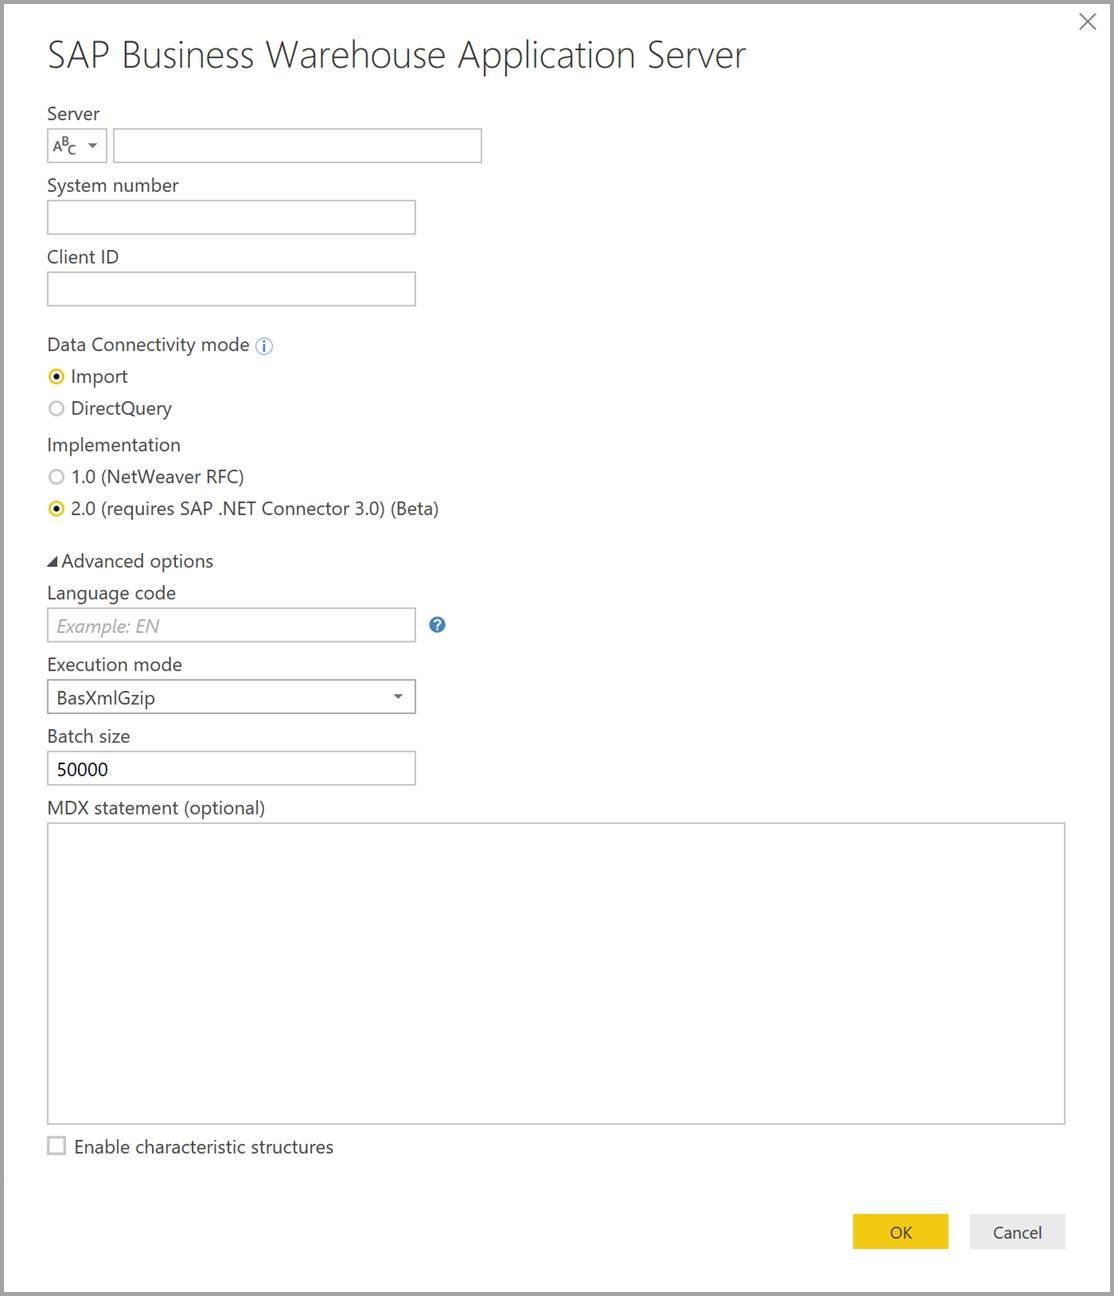 SAP Business Warehouse Application Server
Server
ABC
System number
Client ID
Data Connectivity mode
Import
DirectQuery
Implementation
1.0 (NetWeaver RFC)
2.0 (requires SAP .NET Connector 3.0) (Beta)
Advanced options
Language code
Example: EN
Execution mode
BasXmlGzip
Batch size
50000
MDX statement (optional)
Enable characteristic structures
OK Cancel